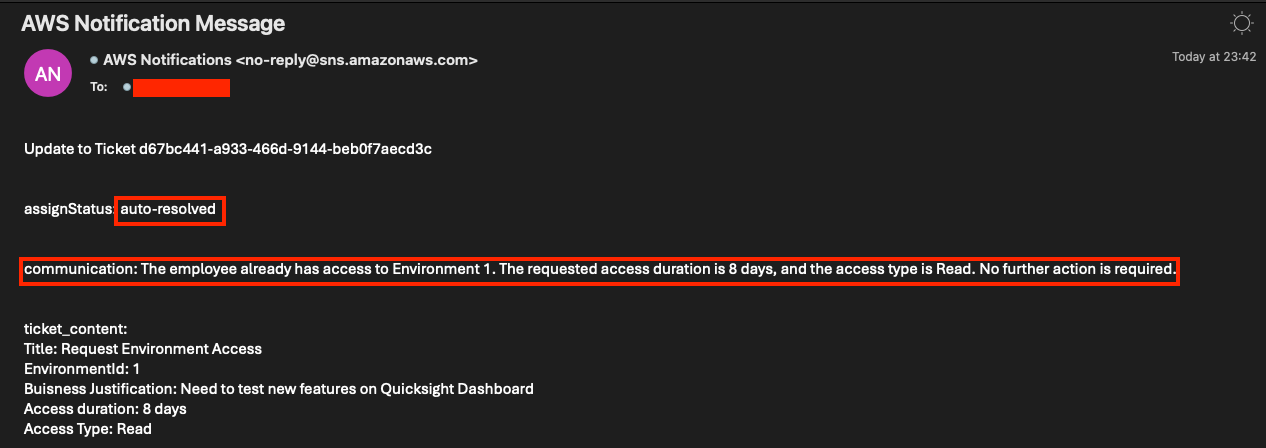 AWS Notification Message
AN
AWS Notifications <no-reply@sns.amazonaws.com>
Today at 23:42
To:
Update to Ticket d67bc441-a933-466d-9144-beb0f7aecd3c
assignStatus: auto-resolved
communication: The employee already has access to Environment 1. The requested access duration is 8 days, and the access type is Read. No further action is required.
ticket_content:
Title: Request Environment Access
EnvironmentId: 1
Buisness Justification: Need to test new features on Quicksight Dashboard
Access duration: 8 days
Access Type: Read